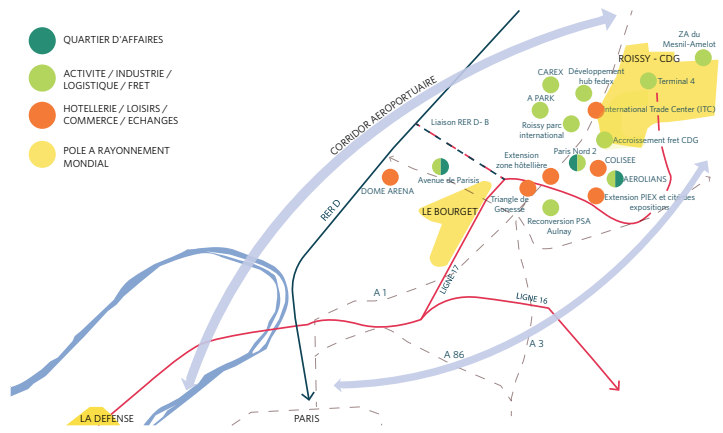 QUARTIER D'AFFAIRES
ACTIVITE / INDUSTRIE /
LOGISTIQUE / FRET
HOTELLERIE / LOISIRS /
COMMERCE / ECHANGES
POLE A RAYONNEMENT
MONDIAL
CORRIDOR AEROPORTUAIRE
ZA du
Mesnil-Amelot
ROISSY - CDG
CAREX
Développement
hub fedex
Terminal 4
A PARK
International Trade Center (ITC)
Liaison RER D- B
Roissy parc
international
Accroissement fret CDG
Paris Nord 2
Extension
zone hôtellière
COLISEE
Avenue de Parisis
AEROLIANS
DOME ARENA
Triangle de
Gonesse
Extension PIEX et cité des
expositions
RER D
LE BOURGET
Reconversion PSA
Aulnay
LIGNE 17
A 1
LIGNE 16
A 3
A 86
LA DEFENSE
PARIS